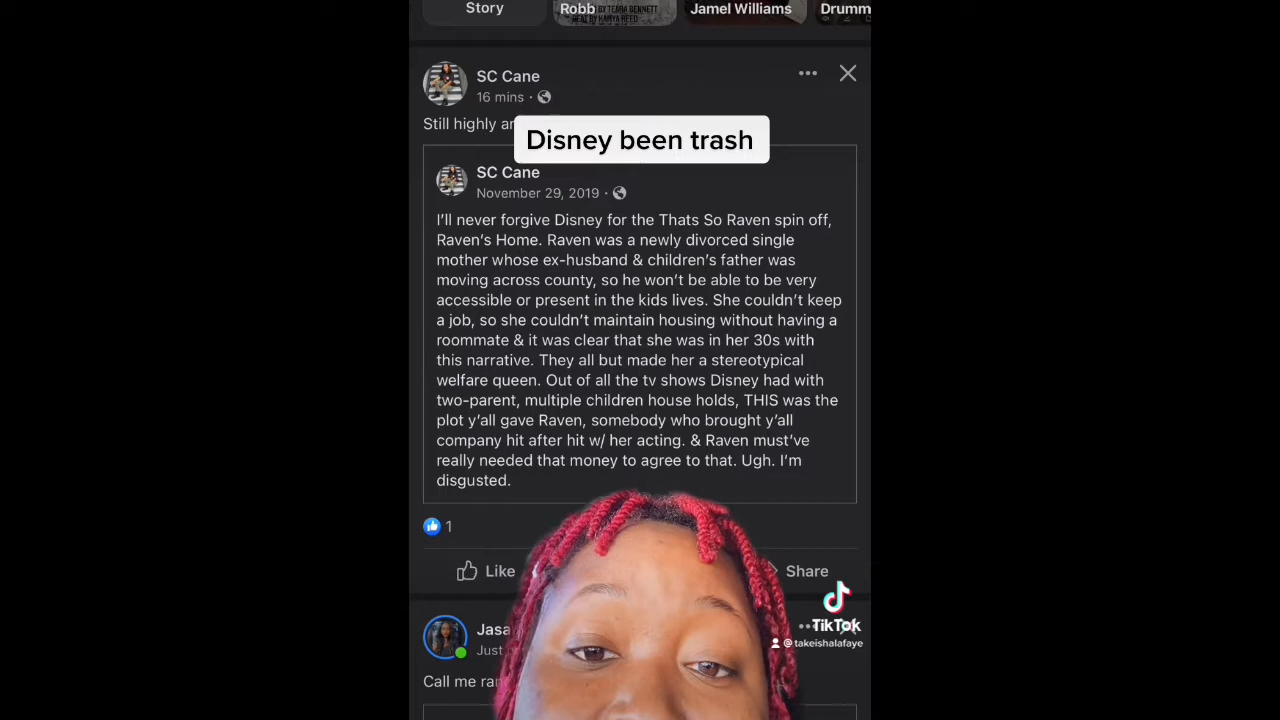 Story
Robb
BY TERRA BENNETT
BEAT BY KAMYA REED
Jamel Williams
Drumm
SC Cane
16 mins ·
Still highly
Disney been trash
SC Cane
November 29, 2019 ·
I'll never forgive Disney for the Thats So Raven spin off,
Raven's Home. Raven was a newly divorced single
mother whose ex-husband & children's father was
moving across county, so he won't be able to be very
accessible or present in the kids lives. She couldn't keep
a job, so she couldn't maintain housing without having a
roommate & it was clear that she was in her 30s with
this narrative. They all but made her a stereotypical
welfare queen. Out of all the tv shows Disney had with
two-parent, multiple children house holds, THIS was the
plot y'all gave Raven, somebody who brought y'all
company hit after hit w/ her acting. & Raven must've
really needed that money to agree to that. Ugh. I'm
disgusted.
1
Like
Share
Jasa
Just
TikTok
@takeishalafaye
Call me